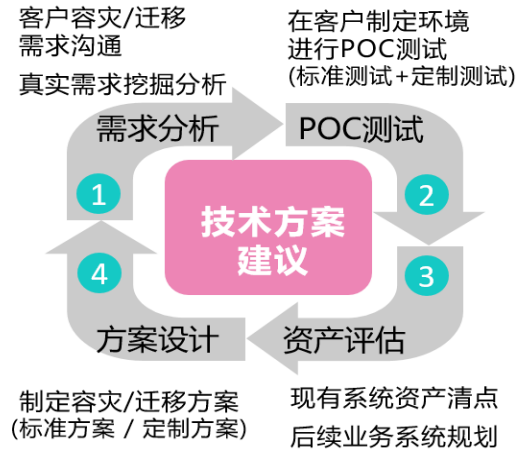 客户容灾/迁移
需求沟通
真实需求挖掘分析
在客户制定环境
进行POC测试
(标准测试+定制测试)
需求分析
POC测试
1
2
技术方案
建议
4
3
方案设计
资产评估
制定容灾/迁移方案
(标准方案 / 定制方案)
现有系统资产清点
后续业务系统规划